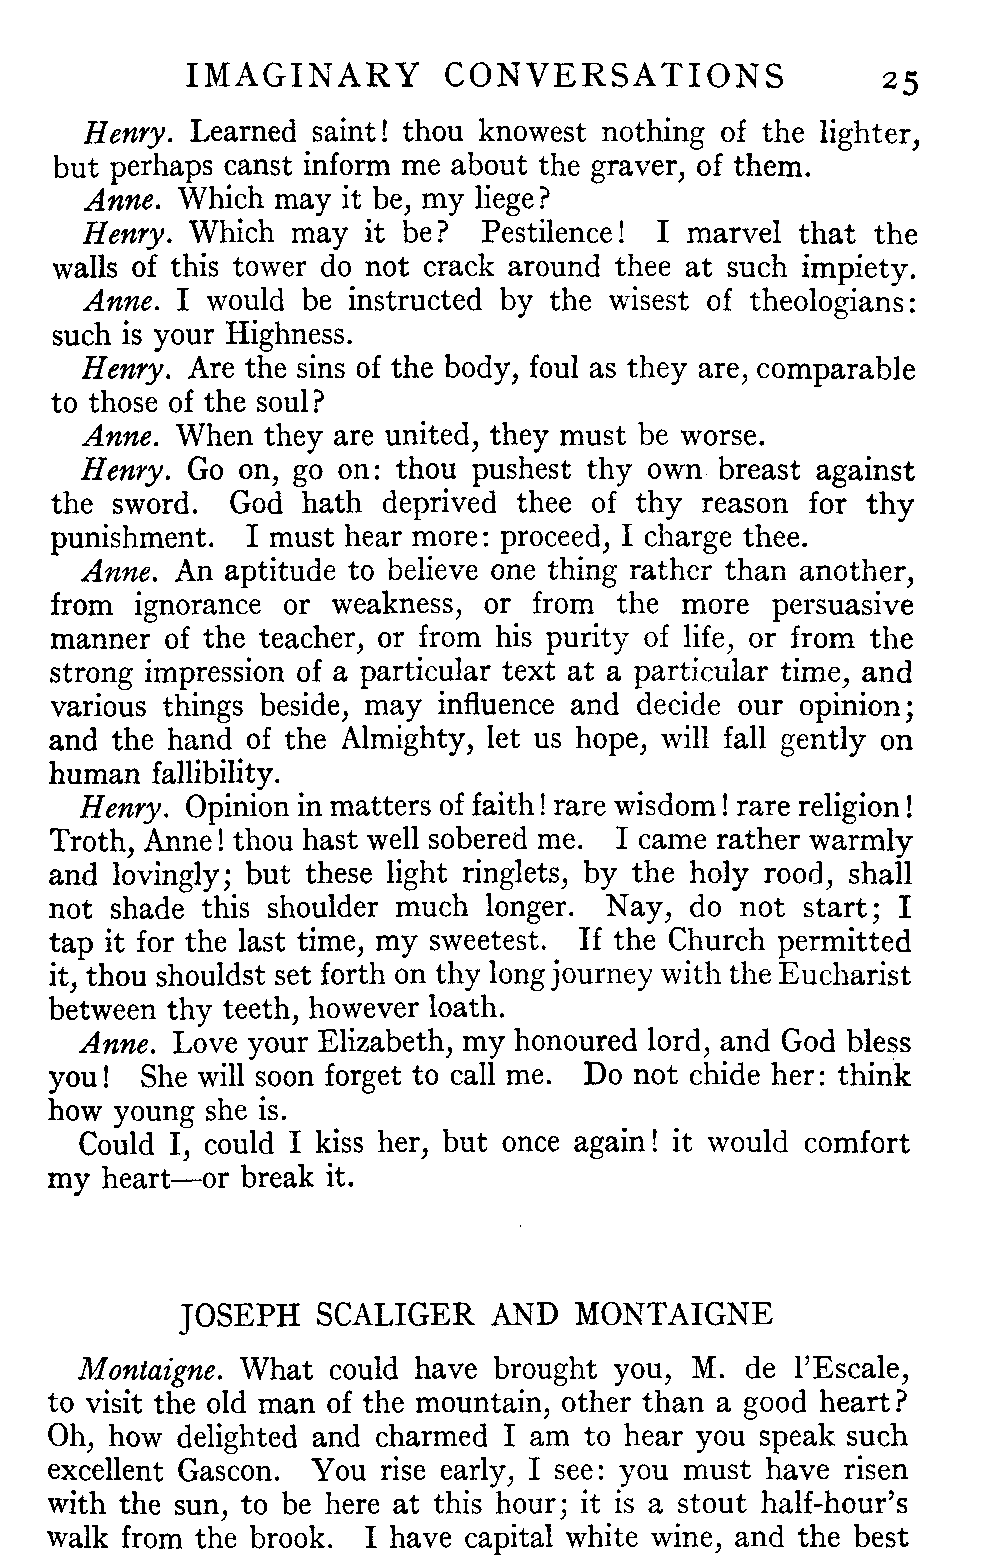 IMAGINARY CONVERSATIONS 25
Henry. Learned saint! thou knowest nothing of the lighter,
but perhaps canst inform me about the graver, of them.
Anne. Which may it be, my liege?
Henry. Which may it be? Pestilence! I marvel that the
walls of this tower do not crack around thee at such impiety.
Anne. I would be instructed by the wisest of theologians:
such is your Highness.
Henry. Are the sins of the body, foul as they are, comparable
to those of the soul?
Anne. When they are united, they must be worse.
Henry. Go on, go on: thou pushest thy own breast against
the sword. God hath deprived thee of thy reason for thy
punishment. I must hear more: proceed, I charge thee.
Anne. An aptitude to believe one thing rather than another,
from ignorance or weakness, or from the more persuasive
manner of the teacher, or from his purity of life, or from the
strong impression of a particular text at a particular time, and
various things beside, may influence and decide our opinion;
and the hand of the Almighty, let us hope, will fall gently on
human fallibility.
Henry. Opinion in matters of faith! rare wisdom! rare religion!
Troth, Anne! thou hast well sobered me. I came rather warmly
and lovingly; but these light ringlets, by the holy rood, shall
not shade this shoulder much longer. Nay, do not start; I
tap it for the last time, my sweetest. If the Church permitted
it, thou shouldst set forth on thy long journey with the Eucharist
between thy teeth, however loath.
Anne. Love your Elizabeth, my honoured lord, and God bless
you! She will soon forget to call me. Do not chide her: think
how young she is.
Could I, could I kiss her, but once again! it would comfort
my heart—or break it.
JOSEPH SCALIGER AND MONTAIGNE
Montaigne. What could have brought you, M. de l'Escale,
to visit the old man of the mountain, other than a good heart?
Oh, how delighted and charmed I am to hear you speak such
excellent Gascon. You rise early, I see: you must have risen
with the sun, to be here at this hour; it is a stout half-hour's
walk from the brook. I have capital white wine, and the best